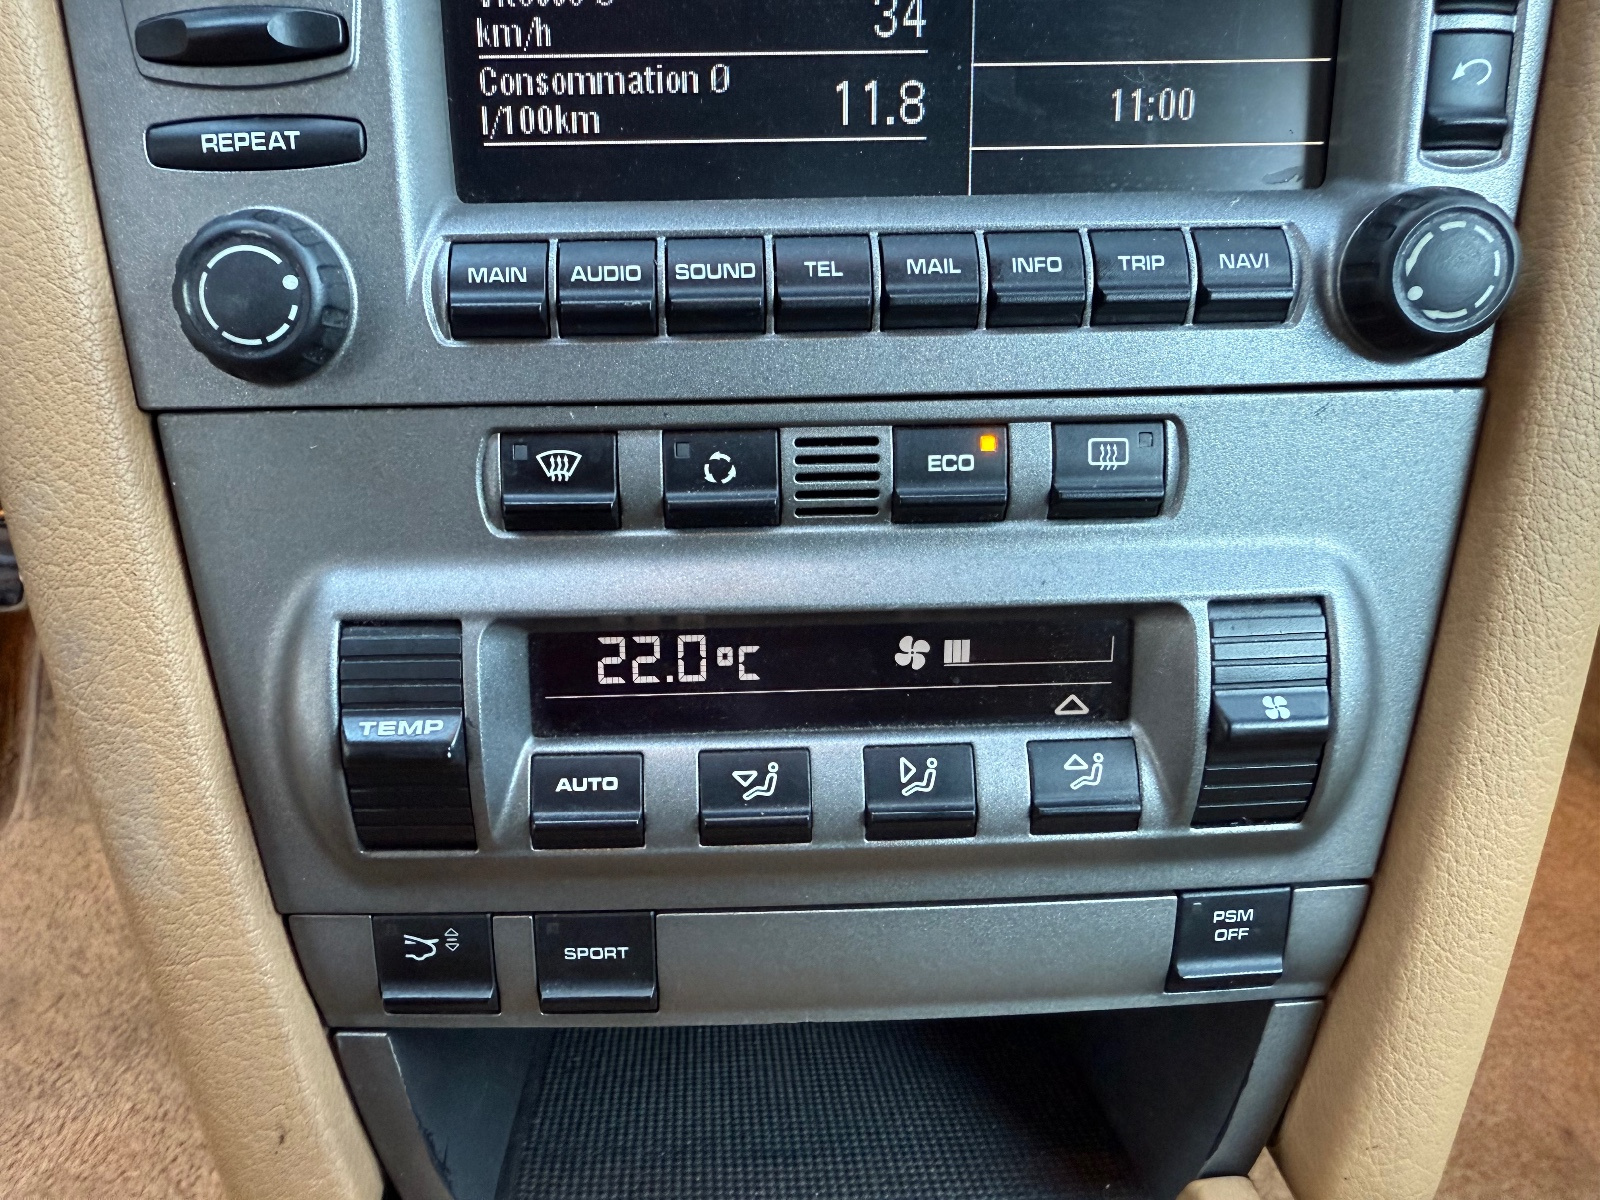 34
km/h
Consommation Ø
11.8
l/100km
11:00
REPEAT
MAIN
AUDIO
SOUND
TEL
MAIL
INFO
TRIP
NAVI
ECO
22.0°C
TEMP
AUTO
SPORT
PSM
OFF